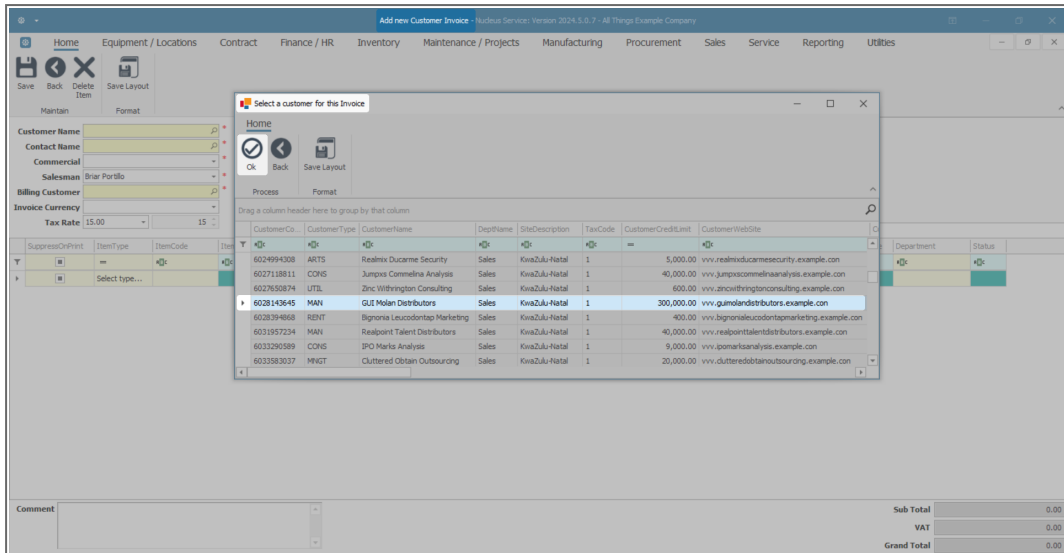 Add new Customer Invoice - Nucleus Service: Version 2024.5.0.7 - All Things Example Company
Home Equipment / Locations Contract Finance / HR Inventory Maintenance / Projects Manufacturing Procurement Sales Service Reporting Utilities
Save Back Delete Item Save Layout
Maintain Format
Customer Name *
Contact Name *
Commercial *
Salesman Briar Portillo *
Billing Customer *
Invoice Currency
Tax Rate 15.00 15
SuppressOnPrint ItemType ItemCode Department Status
=
Select type...
Select a customer for this Invoice
Home
Ok Back Save Layout
Process Format
Drag a column header here to group by that column
CustomerCo... CustomerType CustomerName DeptName SiteDescription TaxCode CustomerCreditLimit CustomerWebSite
=
6024994308 ARTS Realmix Ducarme Security Sales KwaZulu-Natal 1 5,000.00 vvv.realmixducarmesecurity.example.con
6027118811 CONS Jumpxs Commelina Analysis Sales KwaZulu-Natal 1 40,000.00 vvv.jumpxscommelinaanalysis.example.con
6027650874 UTIL Zinc Withrington Consulting Sales KwaZulu-Natal 1 600.00 vvv.zincwithringtonconsulting.example.con
6028143645 MAN GUI Molan Distributors Sales KwaZulu-Natal 1 300,000.00 vvv.guimolandistributors.example.con
6028394868 RENT Bignonia Leucodontap Marketing Sales KwaZulu-Natal 1 400.00 vvv.bignonialeucodontapmarketing.example.con
6031957234 MAN Realpoint Talent Distributors Sales KwaZulu-Natal 1 40,000.00 vvv.realpointtalentdistributors.example.con
6033290589 CONS IPO Marks Analysis Sales KwaZulu-Natal 1 9,000.00 vvv.ipomarksanalysis.example.con
6033583037 MNGT Cluttered Obtain Outsourcing Sales KwaZulu-Natal 1 20,000.00 vvv.clutteredobtainoutsourcing.example.con
Comment
Sub Total 0.00
VAT 0.00
Grand Total 0.00